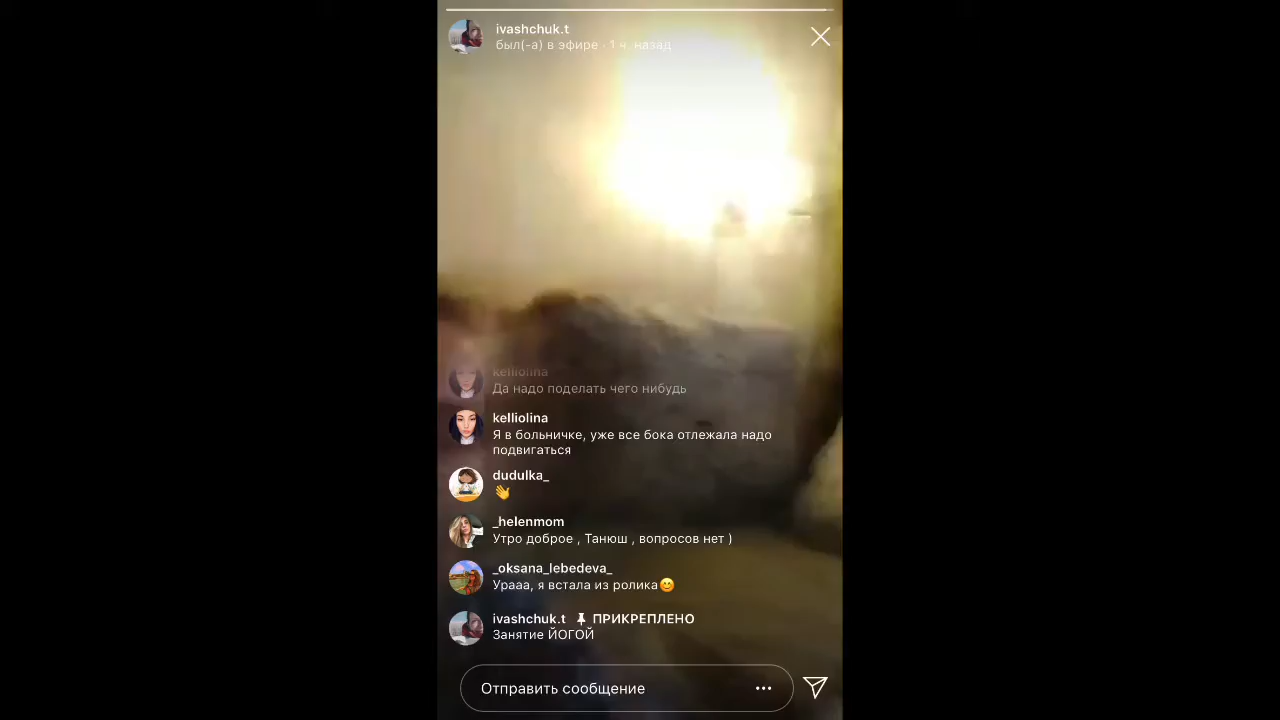 ivashchuk.t
был(-а) в эфире · 1 ч. назад
kelliolina
Да надо поделать чего нибудь
kelliolina
Я в больничке, уже все бока отлежала надо
подвигаться
dudulka_
👋
_helenmom
Утро доброе , Танюш , вопросов нет )
_oksana_lebedeva_
Урааа, я встала из ролика😊
ivashchuk.t ПРИКРЕПЛЕНО
Занятие ЙОГОЙ
Отправить сообщение